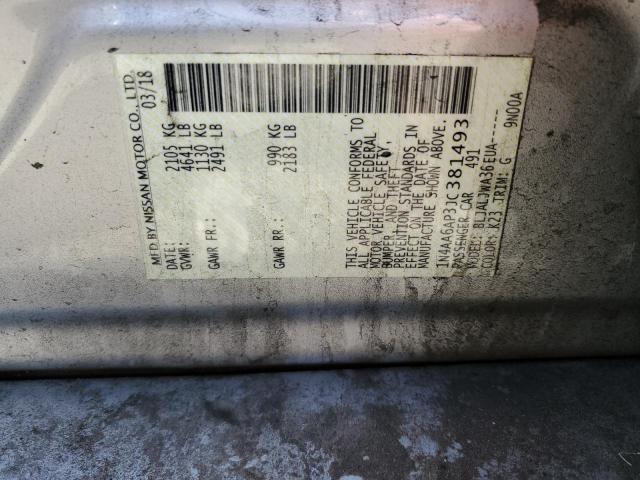 MFD BY NISSAN MOTOR CO., LTD.
DATE: 03/18
GVWR: 2105 KG
4641 LB
GAWR FR.: 1130 KG
2491 LB
GAWR RR.: 990 KG
2183 LB
THIS VEHICLE CONFORMS TO
ALL APPLICABLE FEDERAL
MOTOR VEHICLE SAFETY,
BUMPER, AND THEFT
PREVENTION STANDARDS IN
EFFECT ON THE DATE OF
MANUFACTURE SHOWN ABOVE.
1N4AA6AP3JC381493
PASSENGER CAR 491
MODEL: BLJALJWA36EUA-----
COLOR: K23 TRIM: G 9N00A